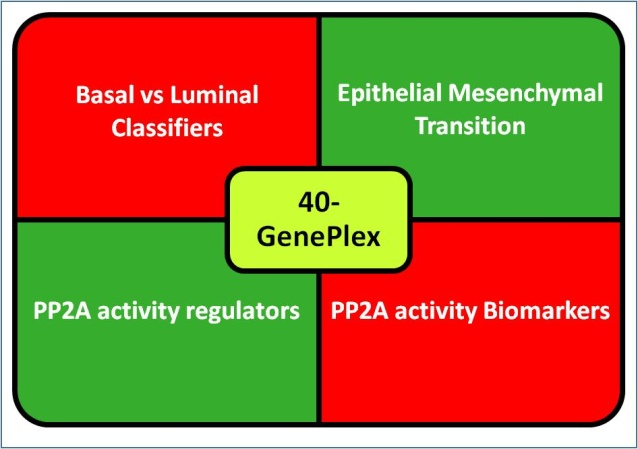 Basal vs Luminal
Classifiers
Epithelial Mesenchymal
Transition
40-
GenePlex
PP2A activity regulators
PP2A activity Biomarkers